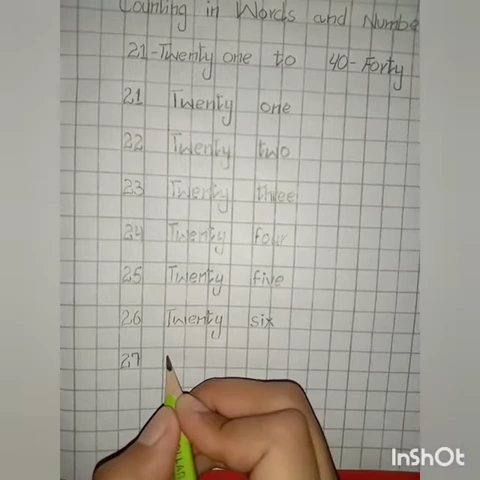 Counting in Words and Numbe
21-Twenty one to 40-Forty
21 Twenty one
22 Twenty two
23 Twenty three
24 Twenty four
25 Twenty five
26 Twenty six
27
InShOt